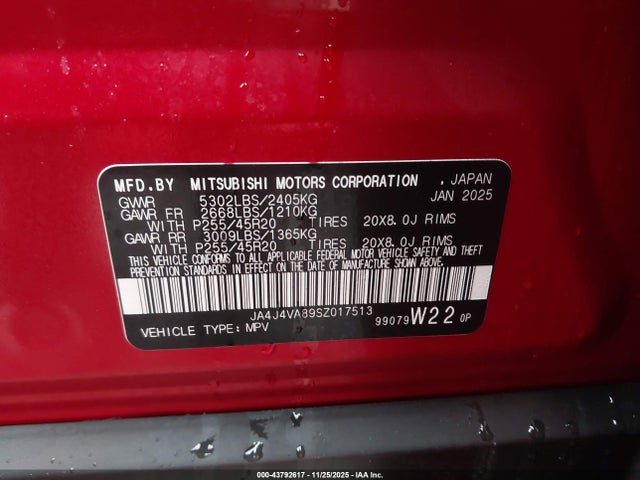 MFD.BY MITSUBISHI MOTORS CORPORATION , JAPAN
GVWR 5302LBS/2405KG JAN 2025
GAWR FR 2668LBS/1210KG
WITH P255/45R20 TIRES 20X8.0J RIMS
GAWR RR 3009LBS/1365KG
WITH P255/45R20 TIRES 20X8.0J RIMS
THIS VEHICLE CONFORMS TO ALL APPLICABLE FEDERAL MOTOR VEHICLE SAFETY AND THEFT
PREVENTION STANDARDS IN EFFECT ON THE DATE OF MANUFACTURE SHOWN ABOVE.
JA4J4VA89SZ017513
VEHICLE TYPE: MPV 99079 W22 0P
000-43792617 - 11/25/2025 - IAA Inc.